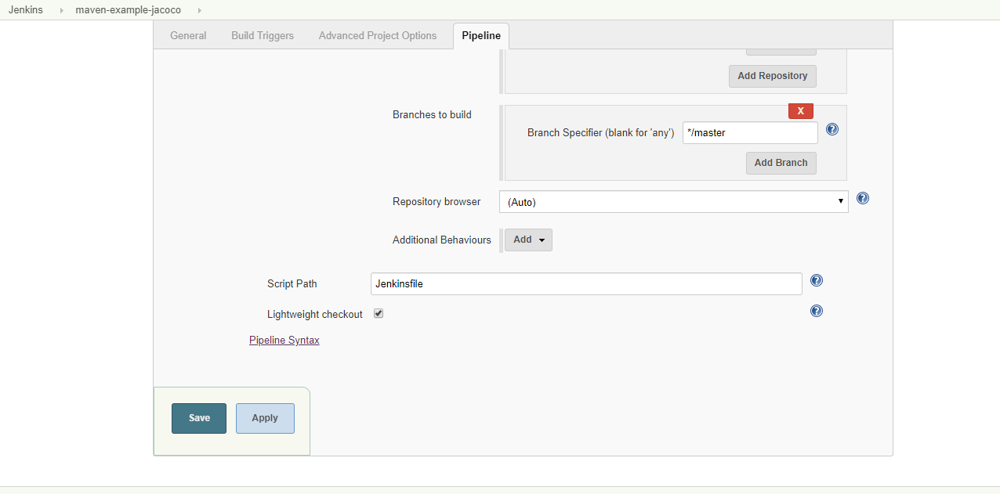 Jenkins maven-example-jacoco
General Build Triggers Advanced Project Options Pipeline
Add Repository
Branches to build
X
Branch Specifier (blank for 'any') */master
Add Branch
Repository browser (Auto)
Additional Behaviours Add
Script Path Jenkinsfile
Lightweight checkout
Pipeline Syntax
Save Apply